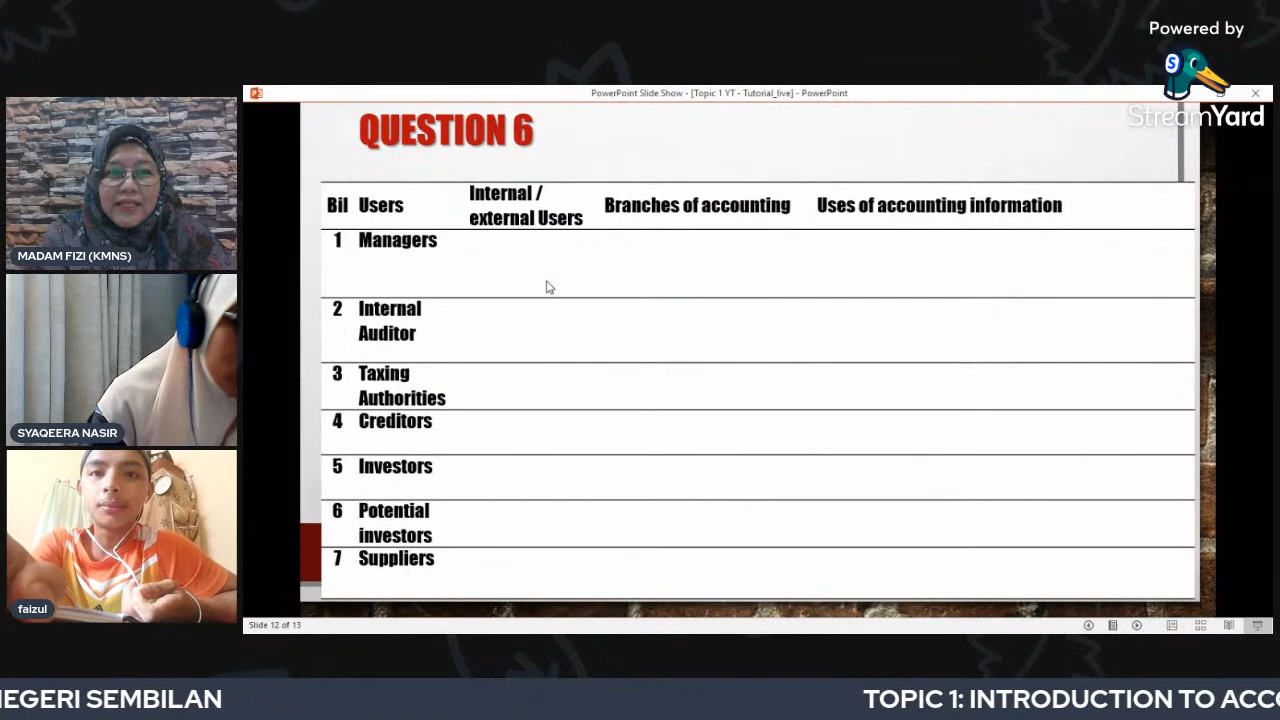 Powered by
StreamYard
PowerPoint Slide Show - [Topic 1 YT - Tutorial_live] - PowerPoint
QUESTION 6
Bil Users Internal / external Users Branches of accounting Uses of accounting information
1 Managers
2 Internal
Auditor
3 Taxing
Authorities
4 Creditors
5 Investors
6 Potential
investors
7 Suppliers
Slide 12 of 13
MADAM FIZI (KMNS)
SYAQEERA NASIR
faizul
NEGERI SEMBILAN
TOPIC 1: INTRODUCTION TO ACC